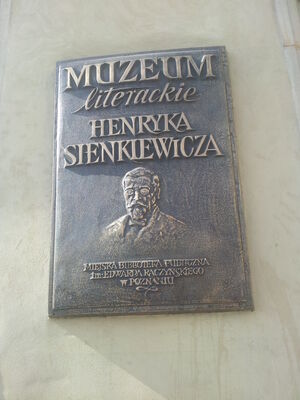 MUZEUM
literackie
HENRYKA
SIENKIEWICZA
MIEJSKA BIBLIOTEKA PUBLICZNA
im. EDWARDA RACZYŃSKIEGO
W POZNANIU